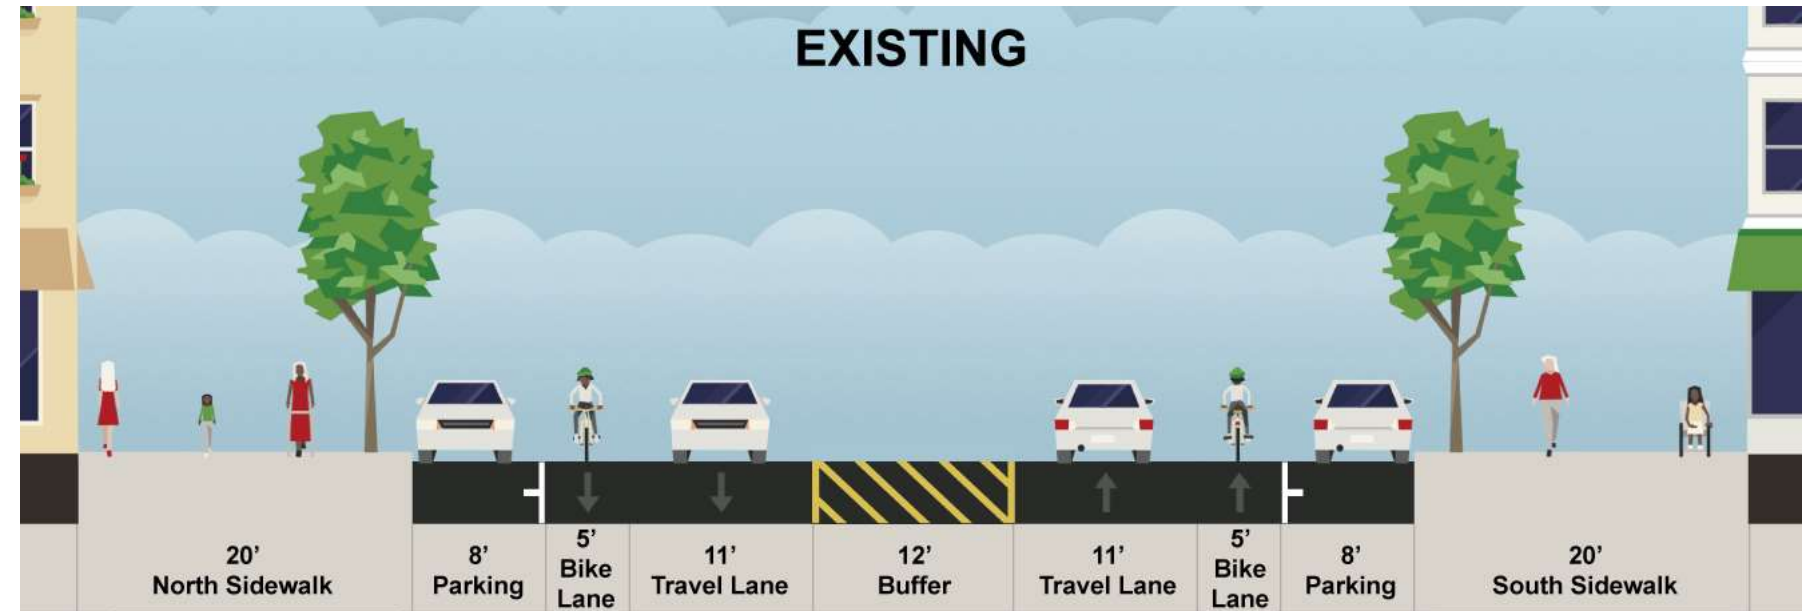 EXISTING
20’
North Sidewalk
8’
Parking
5’
Bike
Lane
11’
Travel Lane
12’
Buffer
11’
Travel Lane
5’
Bike
Lane
8’
Parking
20’
South Sidewalk